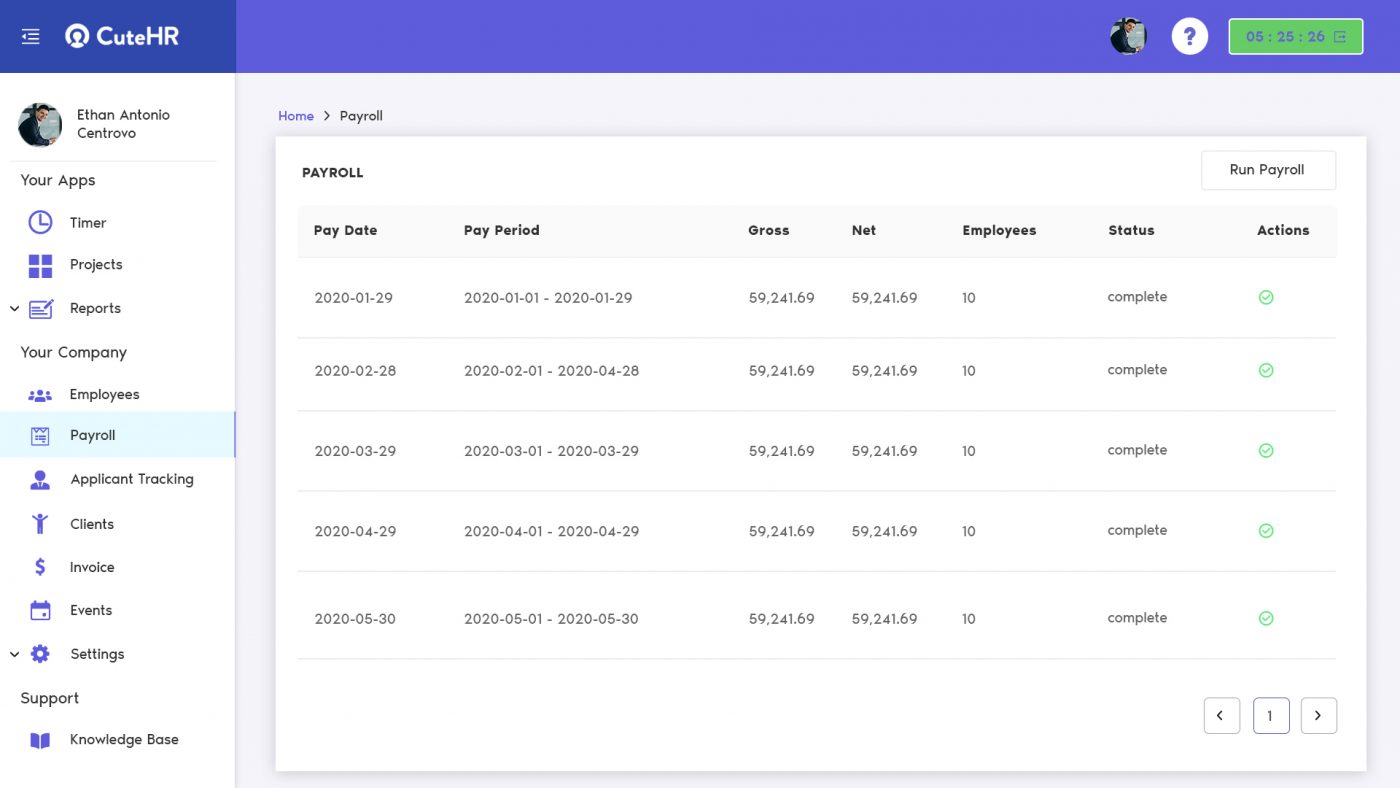 CuteHR
? 05 : 25 : 26
Ethan Antonio
Centrovo
Your Apps
Timer
Projects
Reports
Your Company
Employees
Payroll
Applicant Tracking
Clients
Invoice
Events
Settings
Support
Knowledge Base
Home > Payroll
PAYROLL
Run Payroll
Pay Date Pay Period Gross Net Employees Status Actions
2020-01-29 2020-01-01 - 2020-01-29 59,241.69 59,241.69 10 complete
2020-02-28 2020-02-01 - 2020-04-28 59,241.69 59,241.69 10 complete
2020-03-29 2020-03-01 - 2020-03-29 59,241.69 59,241.69 10 complete
2020-04-29 2020-04-01 - 2020-04-29 59,241.69 59,241.69 10 complete
2020-05-30 2020-05-01 - 2020-05-30 59,241.69 59,241.69 10 complete
< 1 >